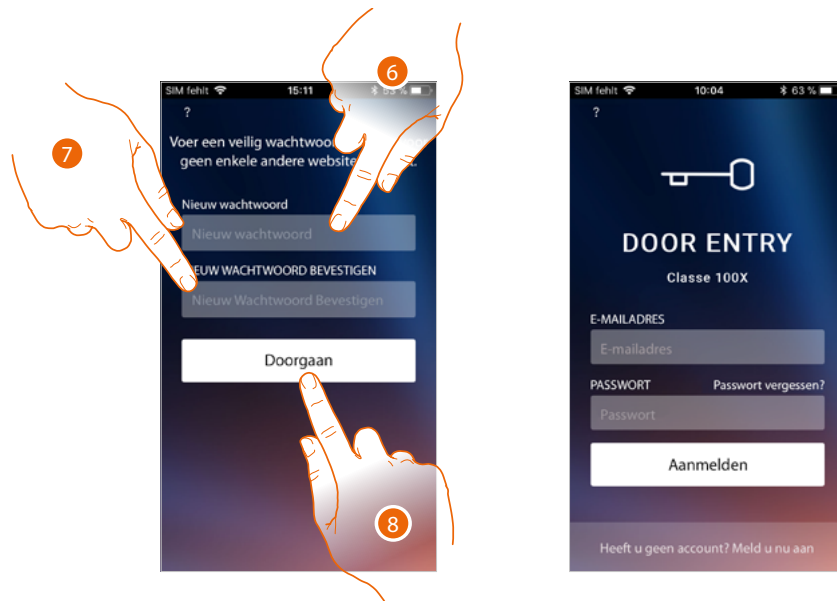 6
SIM fehlt 15:11 63 %
?
Voer een veilig
geen enkele andere website
7
Nieuw wachtwoord
Nieuw wachtwoord
EUW WACHTWOORD BEVESTIGEN
Nieuw Wachtwoord Bevestigen
Doorgaan
8
SIM fehlt 10:04 63 %
?
DOOR ENTRY
Classe 100X
E-MAILADRES
E-mailadres
PASSWORT Passwort vergessen?
Passwort
Aanmelden
Heeft u geen account? Meld u nu aan